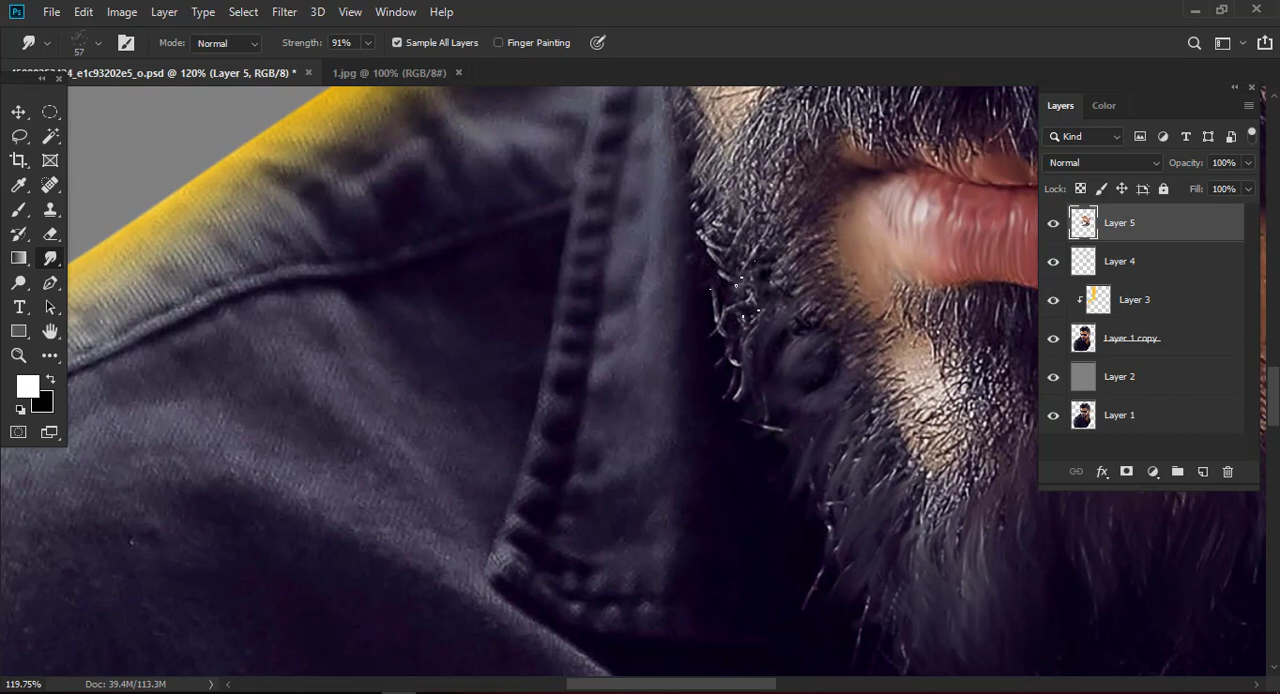 Ps File Edit Image Layer Type Select Filter 3D View Window Help
57 Mode: Normal Strength: 91% Sample All Layers Finger Painting
_e1c93202e5_o.psd @ 120% (Layer 5, RGB/8) * × 1.jpg @ 100% (RGB/8#) ×
Layers Color
Kind
Normal Opacity: 100%
Lock: Fill: 100%
Layer 5
Layer 4
Layer 3
Layer 1 copy
Layer 2
Layer 1
fx
119.75% Doc: 39.4M/113.3M